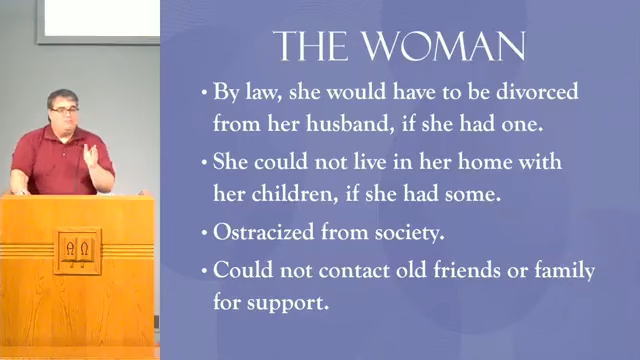 THE WOMAN
• By law, she would have to be divorced
from her husband, if she had one.
• She could not live in her home with
her children, if she had some.
• Ostracized from society.
• Could not contact old friends or family
for support.
Α Ω